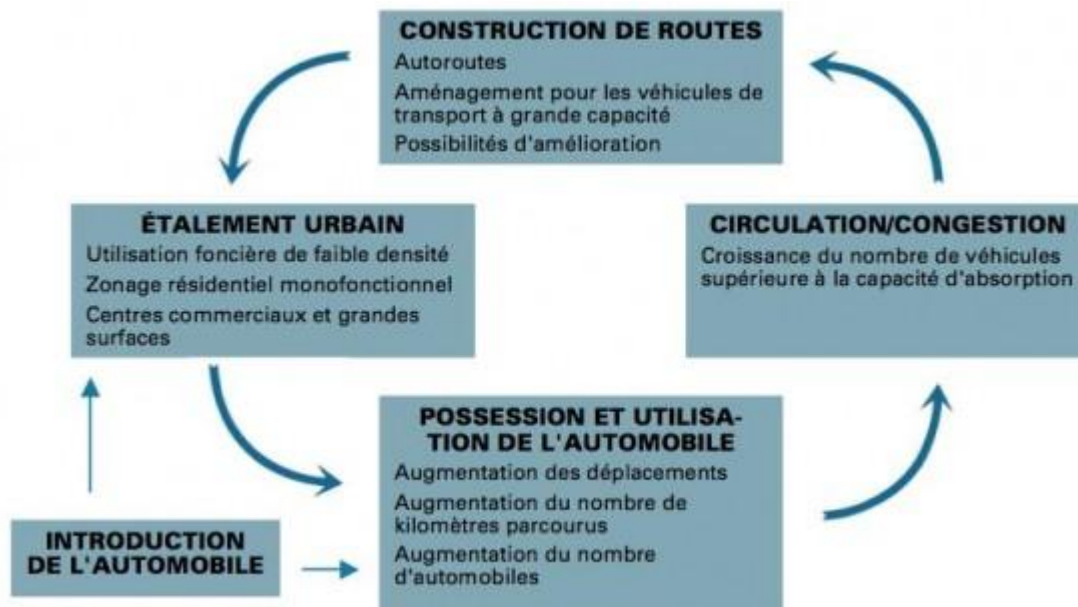 CONSTRUCTION DE ROUTES
Autoroutes
Aménagement pour les véhicules de
transport à grande capacité
Possibilités d'amélioration
ÉTALEMENT URBAIN
Utilisation foncière de faible densité
Zonage résidentiel monofonctionnel
Centres commerciaux et grandes
surfaces
CIRCULATION/CONGESTION
Croissance du nombre de véhicules
supérieure à la capacité d'absorption
POSSESSION ET UTILISA-
TION DE L'AUTOMOBILE
Augmentation des déplacements
Augmentation du nombre de
kilomètres parcourus
Augmentation du nombre
d'automobiles
INTRODUCTION
DE L'AUTOMOBILE